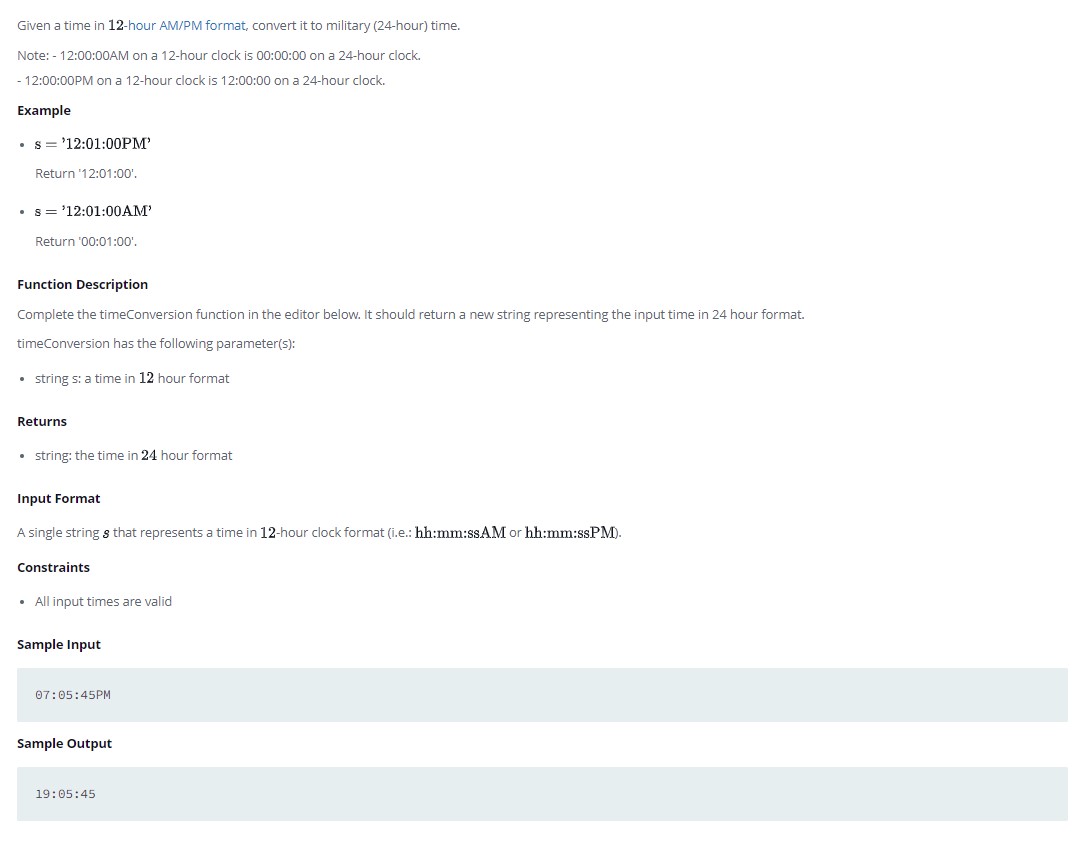 Given a time in 12-hour AM/PM format, convert it to military (24-hour) time.
Note: - 12:00:00AM on a 12-hour clock is 00:00:00 on a 24-hour clock.
- 12:00:00PM on a 12-hour clock is 12:00:00 on a 24-hour clock.
Example
• s = ’12:01:00PM’
Return '12:01:00'.
• s = ’12:01:00AM’
Return '00:01:00'.
Function Description
Complete the timeConversion function in the editor below. It should return a new string representing the input time in 24 hour format.
timeConversion has the following parameter(s):
• string s: a time in 12 hour format
Returns
• string: the time in 24 hour format
Input Format
A single string s that represents a time in 12-hour clock format (i.e.: hh:mm:ssAM or hh:mm:ssPM).
Constraints
• All input times are valid
Sample Input
07:05:45PM
Sample Output
19:05:45